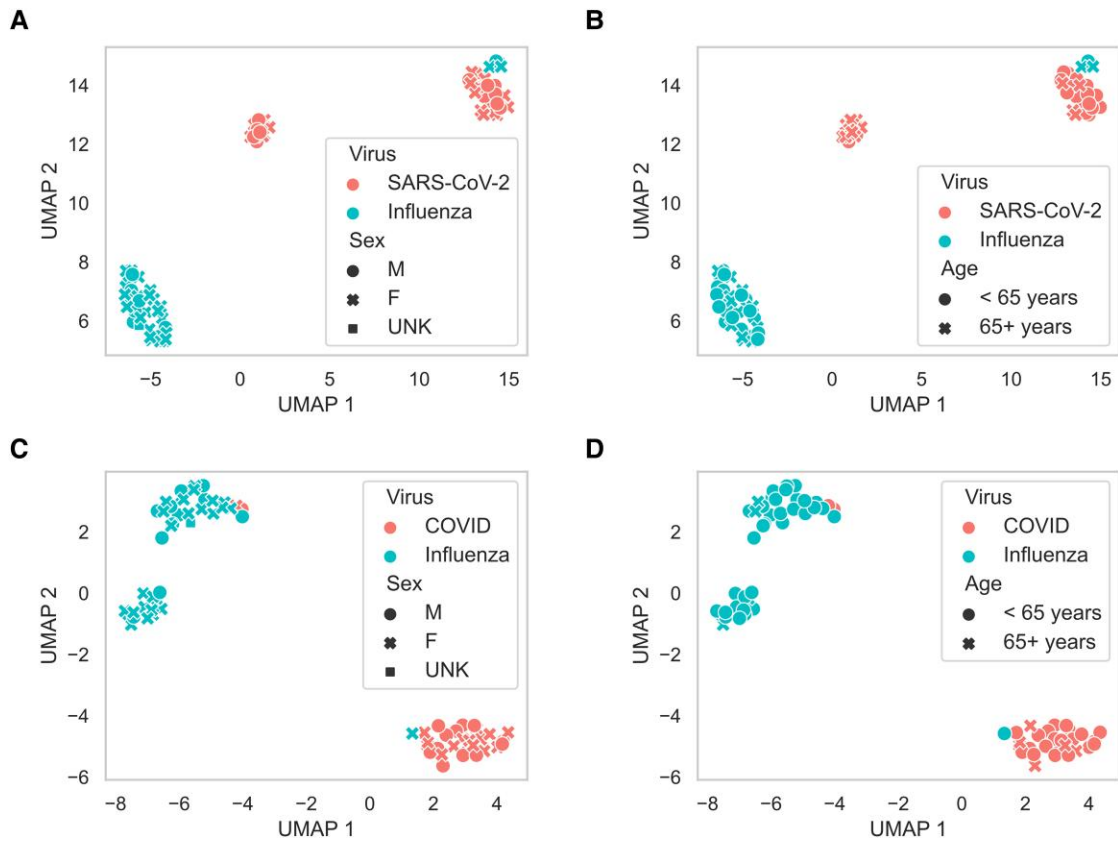 A
14
12
10
8
6
UMAP 2
−5
0
5
10
15
UMAP 1
Virus
SARS-CoV-2
Influenza
Sex
M
F
UNK
B
14
12
10
8
6
UMAP 2
−5
0
5
10
15
UMAP 1
Virus
SARS-CoV-2
Influenza
Age
< 65 years
65+ years
C
2
0
−2
−4
−6
UMAP 2
−8
−6
−4
−2
0
2
4
UMAP 1
Virus
COVID
Influenza
Sex
M
F
UNK
D
2
0
−2
−4
−6
UMAP 2
−8
−6
−4
−2
0
2
4
UMAP 1
Virus
COVID
Influenza
Age
< 65 years
65+ years